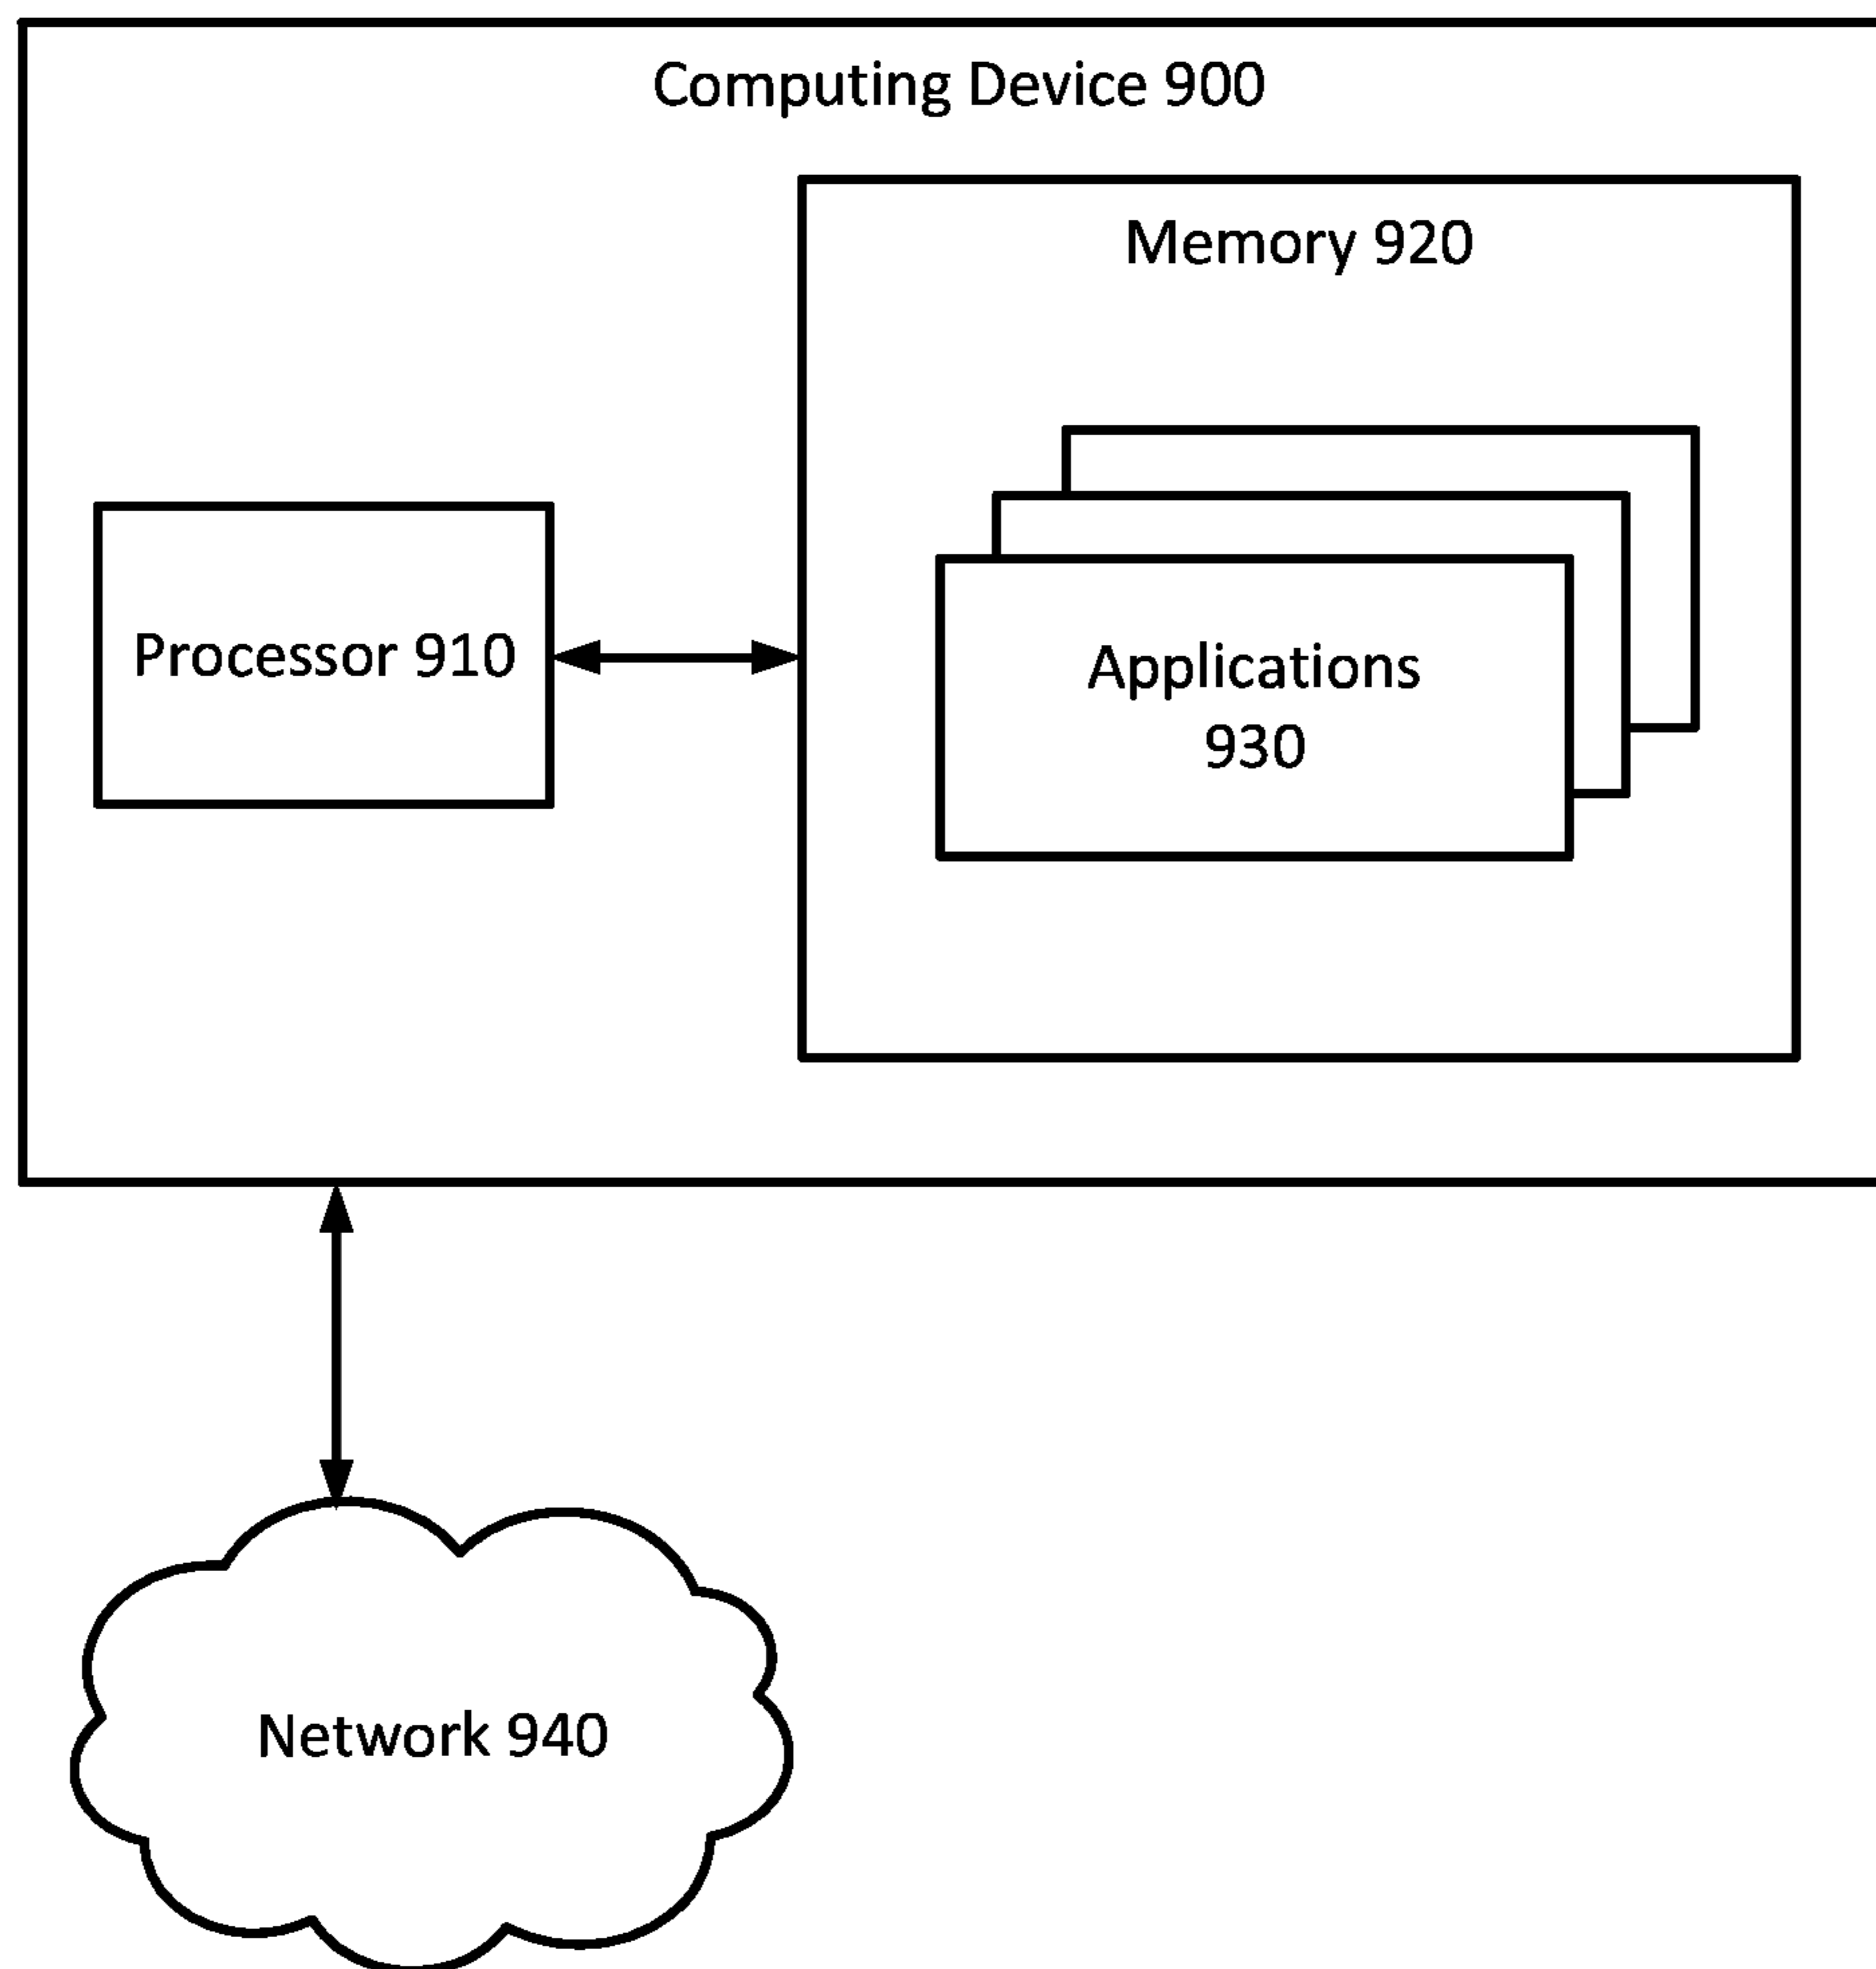 Computing Device 900
Memory 920
Processor 910
Applications
930
Network 940